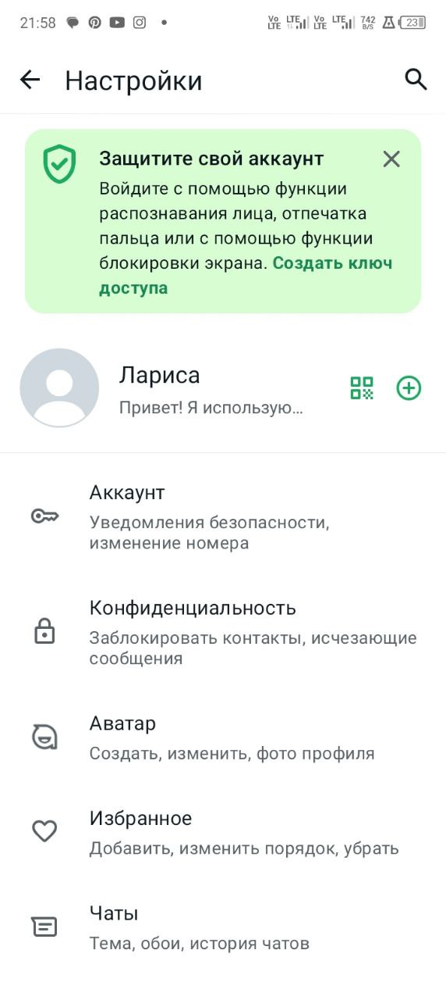 21:58
Vo LTE LTE Vo LTE LTE 742 B/S 23
Настройки
Защитите свой аккаунт
Войдите с помощью функции
распознавания лица, отпечатка
пальца или с помощью функции
блокировки экрана. Создать ключ
доступа
Лариса
Привет! Я использую...
Аккаунт
Уведомления безопасности,
изменение номера
Конфиденциальность
Заблокировать контакты, исчезающие
сообщения
Аватар
Создать, изменить, фото профиля
Избранное
Добавить, изменить порядок, убрать
Чаты
Тема, обои, история чатов